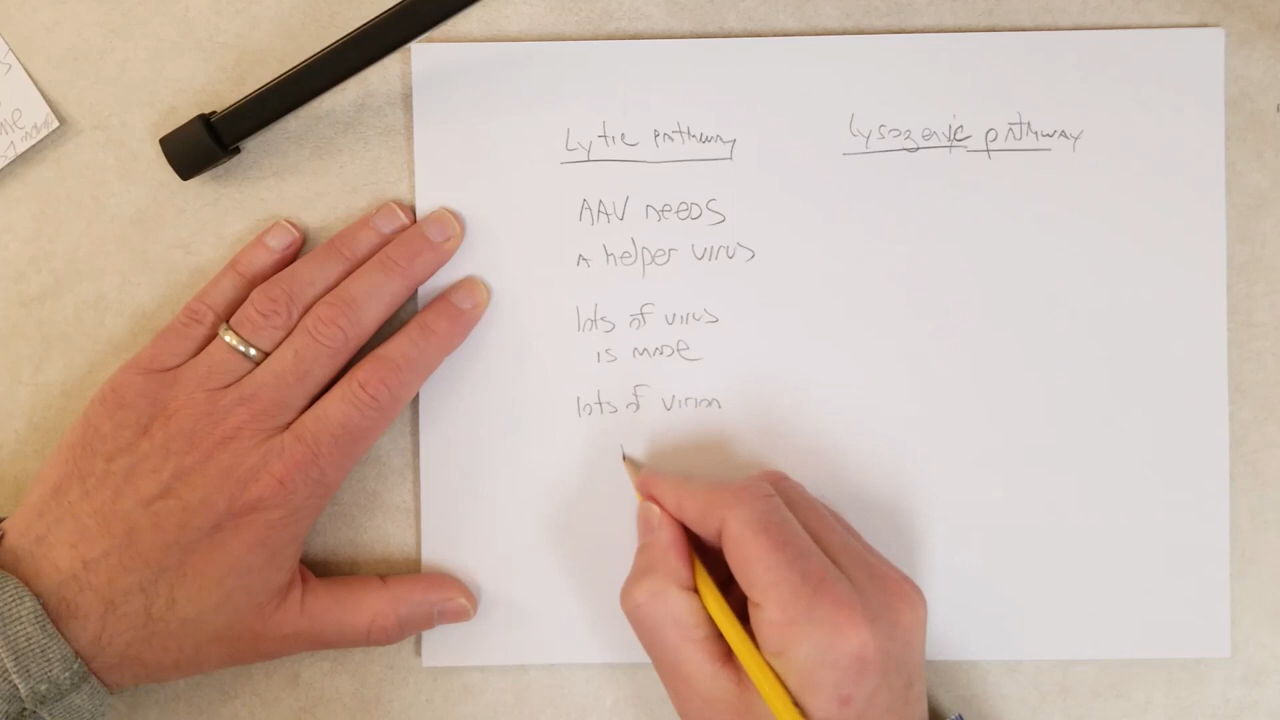 Lytic pathway
Lysogenic pathway
AAV needs
a helper virus
lots of virus
is made
lots of virion